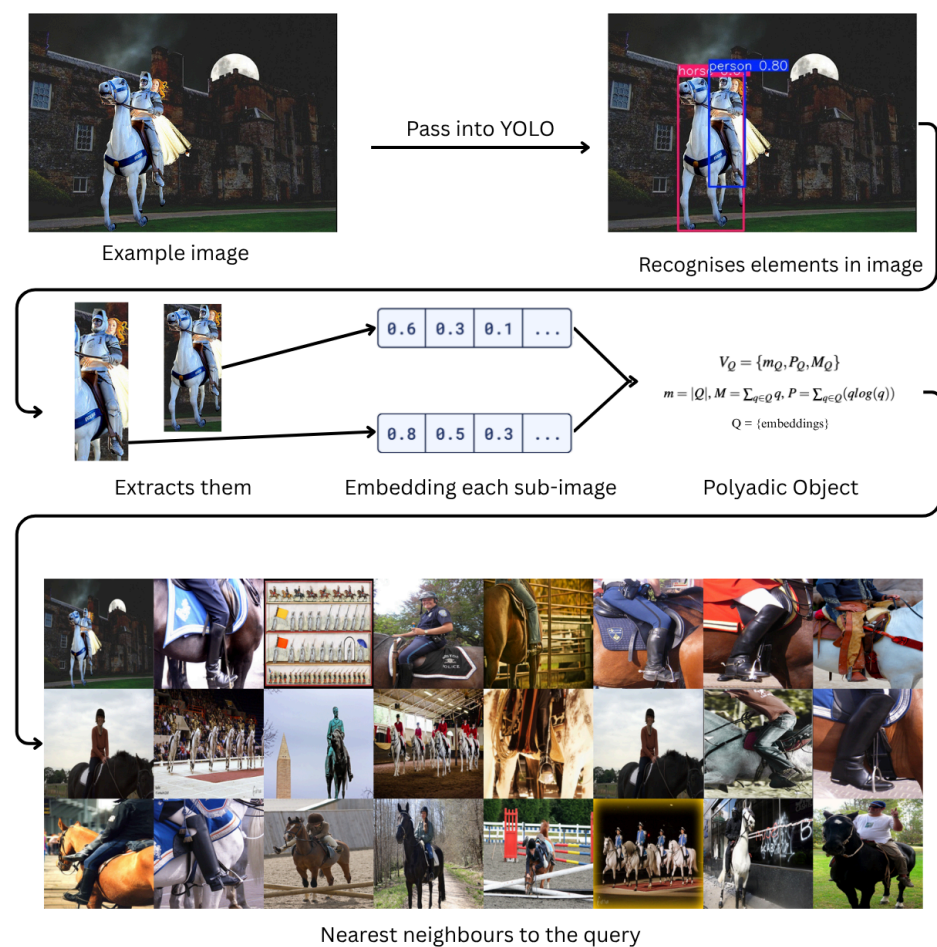 person 0.80
Pass into YOLO
Example image
Recognises elements in image
0.6 0.3 0.1 ...
V_Q = {m_Q, P_Q, M_Q}
m = |Q|, M = ∑_{q∈Q} q, P = ∑_{q∈Q}(qlog(q))
Q = {embeddings}
0.8 0.5 0.3 ...
Extracts them
Embedding each sub-image
Polyadic Object
POLICE
Nearest neighbours to the query